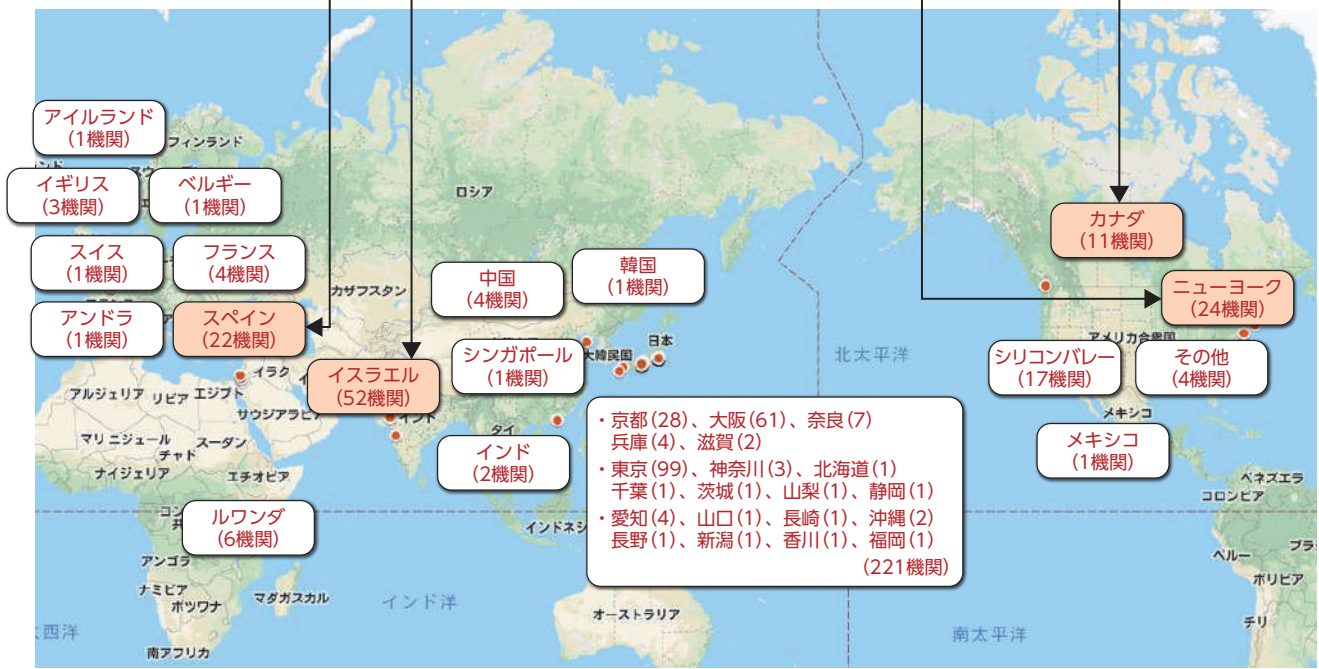 アイルランド
(1機関)
フィンランド
イギリス
(3機関)
ベルギー
(1機関)
ロシア
スイス
(1機関)
フランス
(4機関)
カザフスタン
中国
(4機関)
韓国
(1機関)
カナダ
(11機関)
アンドラ
(1機関)
スペイン
(22機関)
ニューヨーク
(24機関)
日本
大韓民国
北太平洋
アメリカ合衆国
シンガポール
(1機関)
シリコンバレー
(17機関)
その他
(4機関)
イスラエル
(52機関)
イラク
アルジェリア
リビア
エジプト
サウジアラビア
インド
メキシコ
マリ
ニジェール
スーダン
チャド
タイ
メキシコ
(1機関)
ナイジェリア
エチオピア
インド
(2機関)
ベネズエラ
コロンビア
・京都(28)、大阪(61)、奈良(7)
兵庫(4)、滋賀(2)
・東京(99)、神奈川(3)、北海道(1)
千葉(1)、茨城(1)、山梨(1)、静岡(1)
・愛知(4)、山口(1)、長崎(1)、沖縄(2)
長野(1)、新潟(1)、香川(1)、福岡(1)
(221機関)
ルワンダ
(6機関)
インドネシ
アンゴラ
ペルー
ブラ
ナミビア
ボツワナ
マダガスカル
インド洋
オーストラリア
ボリビア
チリ
西洋
南太平洋
南アフリカ